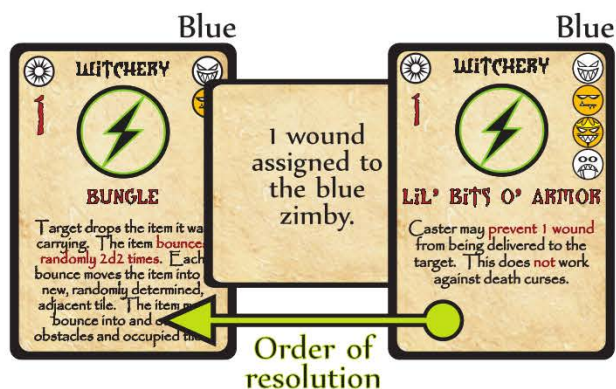 Blue
WITCHERY
1
BUNGLE
Target drops the item it was
carrying. The item bounces
randomly 2d2 times. Each
bounce moves the item into
new, randomly determined,
adjacent tile. The item
bounce into and
obstacles and occupied
1 wound
assigned to
the blue
zimby.
Blue
WITCHERY
1
LIL' BITS O' ARMOR
Caster may prevent 1 wound
from being delivered to the
target. This does not work
against death curses.
Order of
resolution